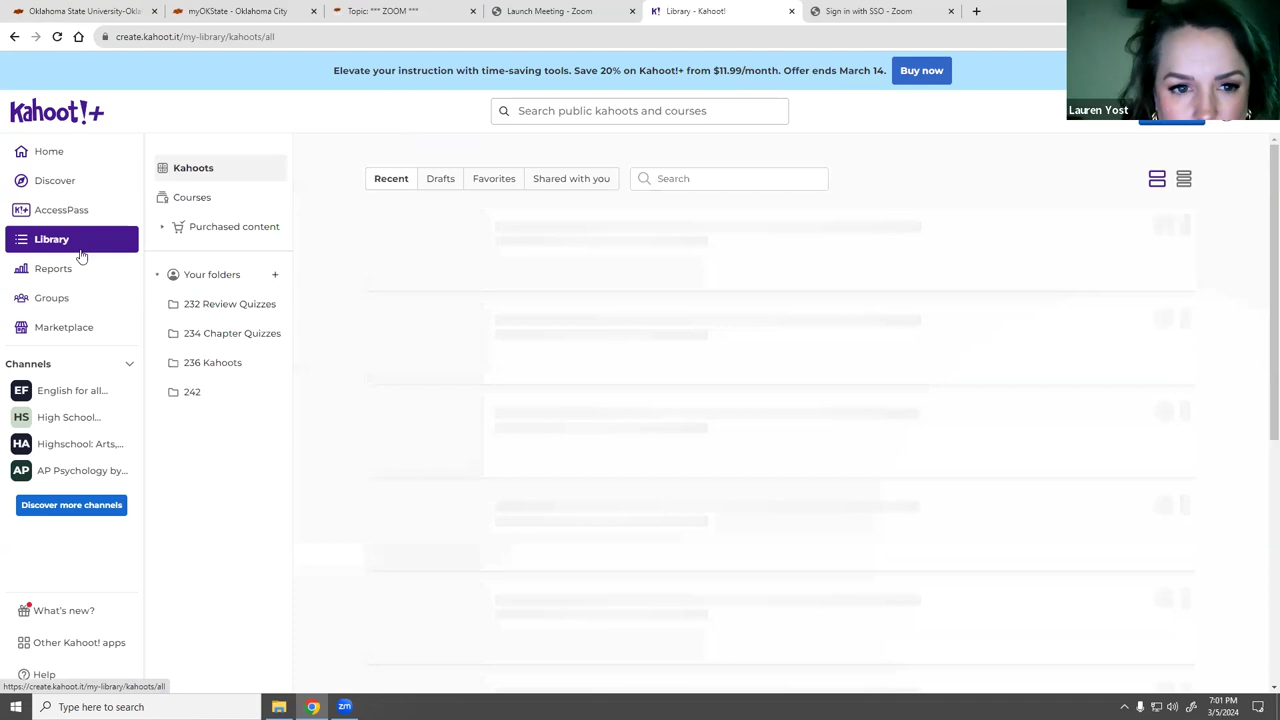 Oklahoma State University-Okla
myOKState - Oklahoma City
Topic: *** ZOOM ***
Launch Meeting - Zoom
K! Library - Kahoot!
Sign in with SSO - Zoom
create.kahoot.it/my-library/kahoots/all
Elevate your instruction with time-saving tools. Save 20% on Kahoot!+ from $11.99/month. Offer ends March 14.
Buy now
Lauren Yost
Kahoot!+
Search public kahoots and courses
Home
Discover
K!+ AccessPass
Library
Reports
Groups
Marketplace
Channels
EF English for all...
HS High School...
HA Highschool: Arts,...
AP AP Psychology by...
Discover more channels
What's new?
Other Kahoot! apps
Help
Kahoots
Courses
Purchased content
Your folders
232 Review Quizzes
234 Chapter Quizzes
236 Kahoots
242
Recent
Drafts
Favorites
Shared with you
Search
https://create.kahoot.it/my-library/kahoots/all
Type here to search
zm
7:01 PM
3/5/2024